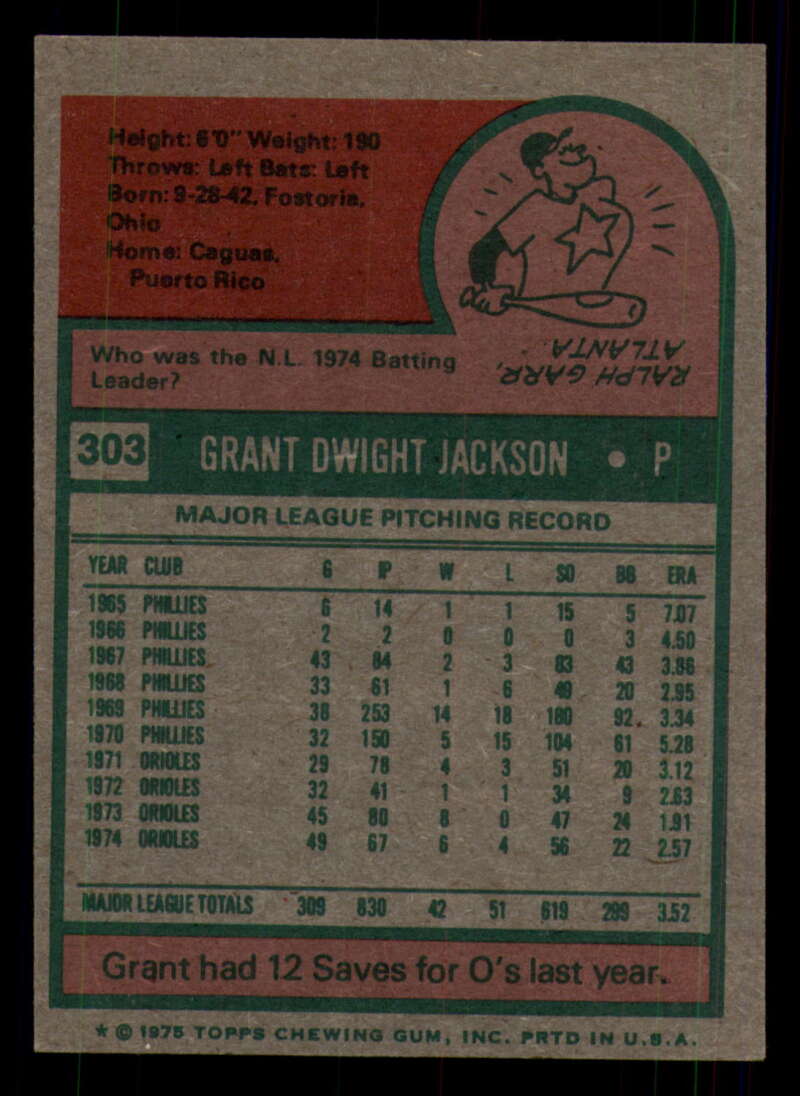 Height: 6'0" Weight: 190
Throws: Left Bats: Left
Born: 9-28-42, Fostoria,
Ohio
Home: Caguas,
Puerto Rico
Who was the N.L. 1974 Batting
Leader?
RALPH GARR,
ATLANTA
303 GRANT DWIGHT JACKSON • P
MAJOR LEAGUE PITCHING RECORD
YEAR CLUB G IP W L SO BB ERA
1965 PHILLIES 6 14 1 1 15 5 7.07
1966 PHILLIES 2 2 0 0 0 3 4.50
1967 PHILLIES 43 84 2 3 83 43 3.86
1968 PHILLIES 33 61 1 6 49 20 2.95
1969 PHILLIES 38 253 14 18 180 92 3.34
1970 PHILLIES 32 150 5 15 104 61 5.28
1971 ORIOLES 29 78 4 3 51 20 3.12
1972 ORIOLES 32 41 1 1 34 9 2.63
1973 ORIOLES 45 80 8 0 47 24 1.91
1974 ORIOLES 49 67 6 4 56 22 2.57
MAJOR LEAGUE TOTALS 309 830 42 51 619 299 3.52
Grant had 12 Saves for O's last year.
* © 1975 TOPPS CHEWING GUM, INC. PRTD IN U.S.A.